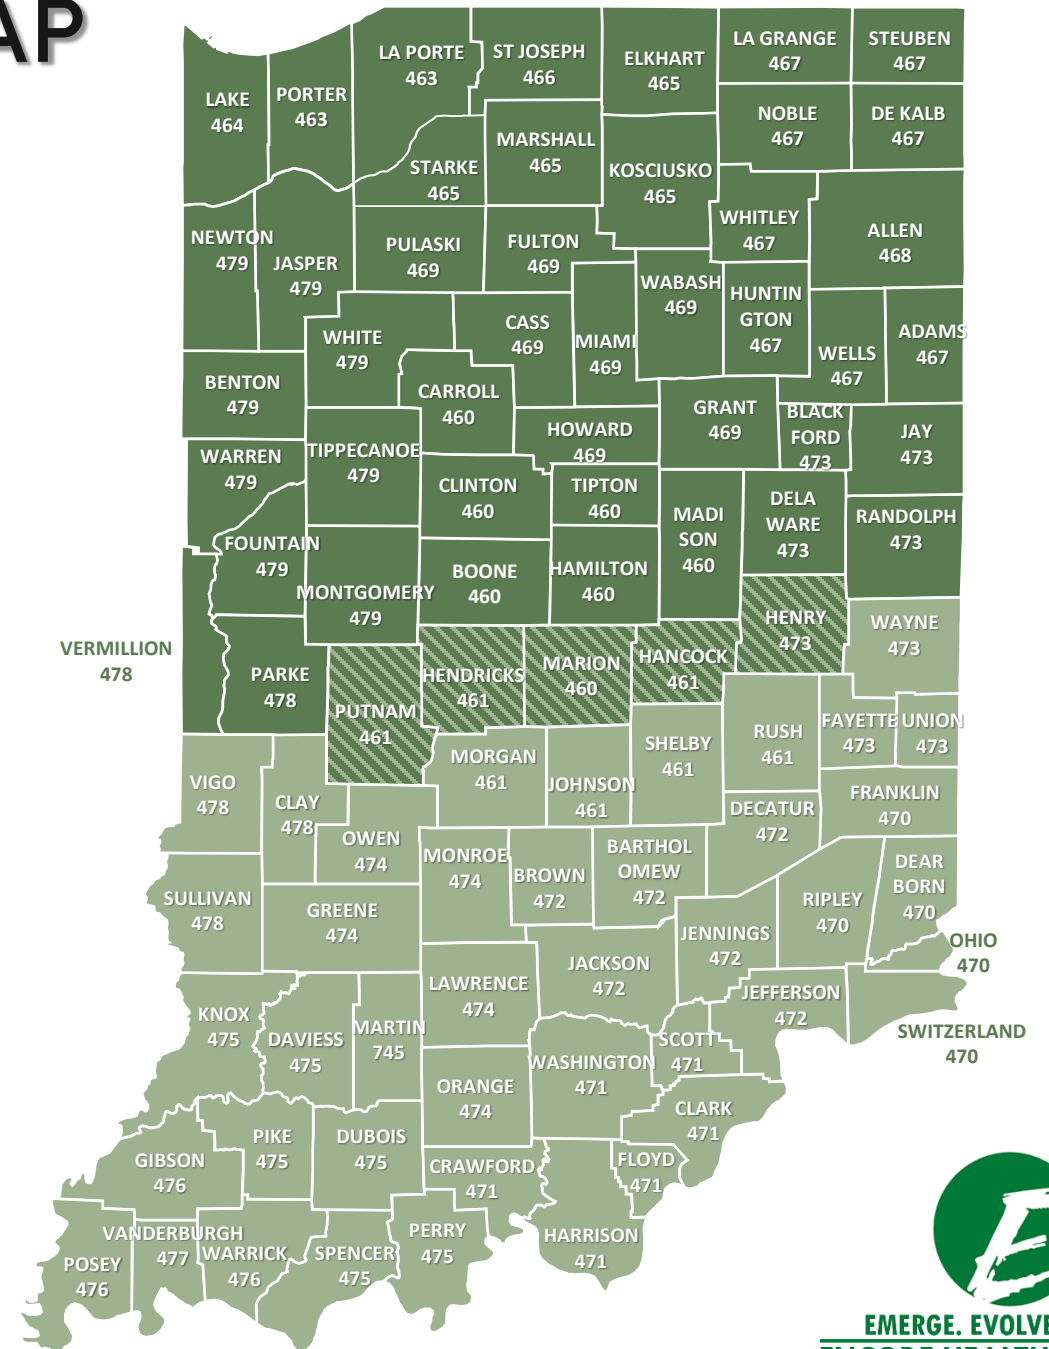 AP
LA PORTE
463
ST JOSEPH
466
ELKHART
465
LA GRANGE
467
STEUBEN
467
LAKE
464
PORTER
463
NOBLE
467
DE KALB
467
STARKE
465
MARSHALL
465
KOSCIUSKO
465
WHITLEY
467
ALLEN
468
NEWTON
479
JASPER
479
PULASKI
469
FULTON
469
WABASH
469
HUNTIN
GTON
467
WHITE
479
CASS
469
MIAMI
469
WELLS
467
ADAMS
467
BENTON
479
CARROLL
460
GRANT
469
BLACK
FORD
473
JAY
473
HOWARD
469
WARREN
479
TIPPECANOE
479
CLINTON
460
TIPTON
460
MADI
SON
460
DELA
WARE
473
RANDOLPH
473
FOUNTAIN
479
MONTGOMERY
479
BOONE
460
HAMILTON
460
HENRY
473
WAYNE
473
VERMILLION
478
PARKE
478
PUTNAM
461
HENDRICKS
461
MARION
460
HANCOCK
461
RUSH
461
FAYETTE
473
UNION
473
VIGO
478
CLAY
478
MORGAN
461
JOHNSON
461
SHELBY
461
DECATUR
472
FRANKLIN
470
OWEN
474
MONROE
474
BROWN
472
BARTHOL
OMEW
472
DEAR
BORN
470
SULLIVAN
478
GREENE
474
RIPLEY
470
JENNINGS
472
OHIO
470
JACKSON
472
LAWRENCE
474
JEFFERSON
472
SWITZERLAND
470
KNOX
475
DAVIESS
475
MARTIN
745
SCOTT
471
WASHINGTON
471
ORANGE
474
CLARK
471
PIKE
475
DUBOIS
475
GIBSON
476
CRAWFORD
471
FLOYD
471
HARRISON
471
PERRY
475
VANDERBURGH
477
WARRICK
476
SPENCER
475
POSEY
476
E
EMERGE. EVOLVE